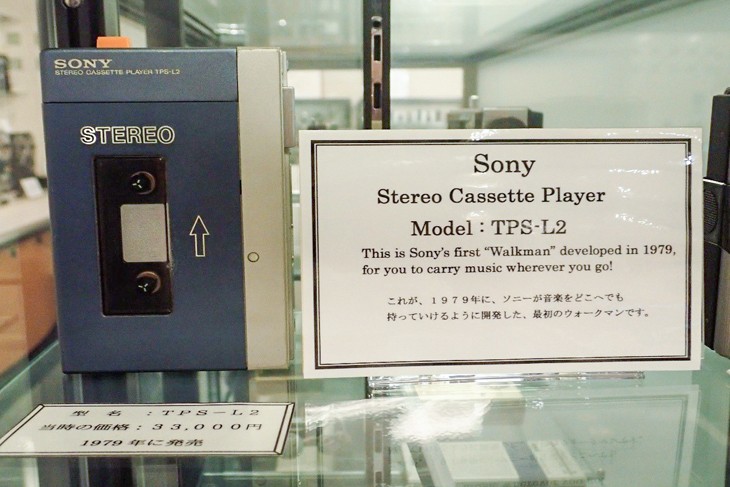 SONY
STEREO CASSETTE PLAYER TPS-L2
STEREO
Sony
Stereo Cassette Player
Model : TPS-L2
This is Sony's first “Walkman” developed in 1979,
for you to carry music wherever you go!
これが、１９７９年に、ソニーが音楽をどこへでも
持っていけるように開発した、最初のウォークマンです。
型　名　：ＴＰＳ－Ｌ２
当時の価格：３３,０００円
１９７９年に発売